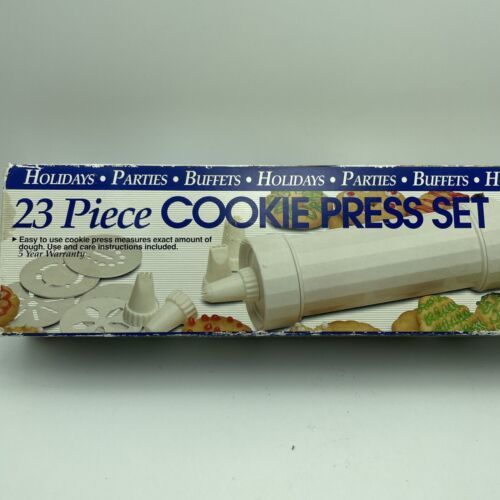 HOLIDAYS • PARTIES • BUFFETS • HOLIDAYS • PARTIES • BUFFETS • H
23 Piece COOKIE PRESS SET
▸ Easy to use cookie press measures exact amount of
dough. Use and care instructions included.
5 Year Warranty